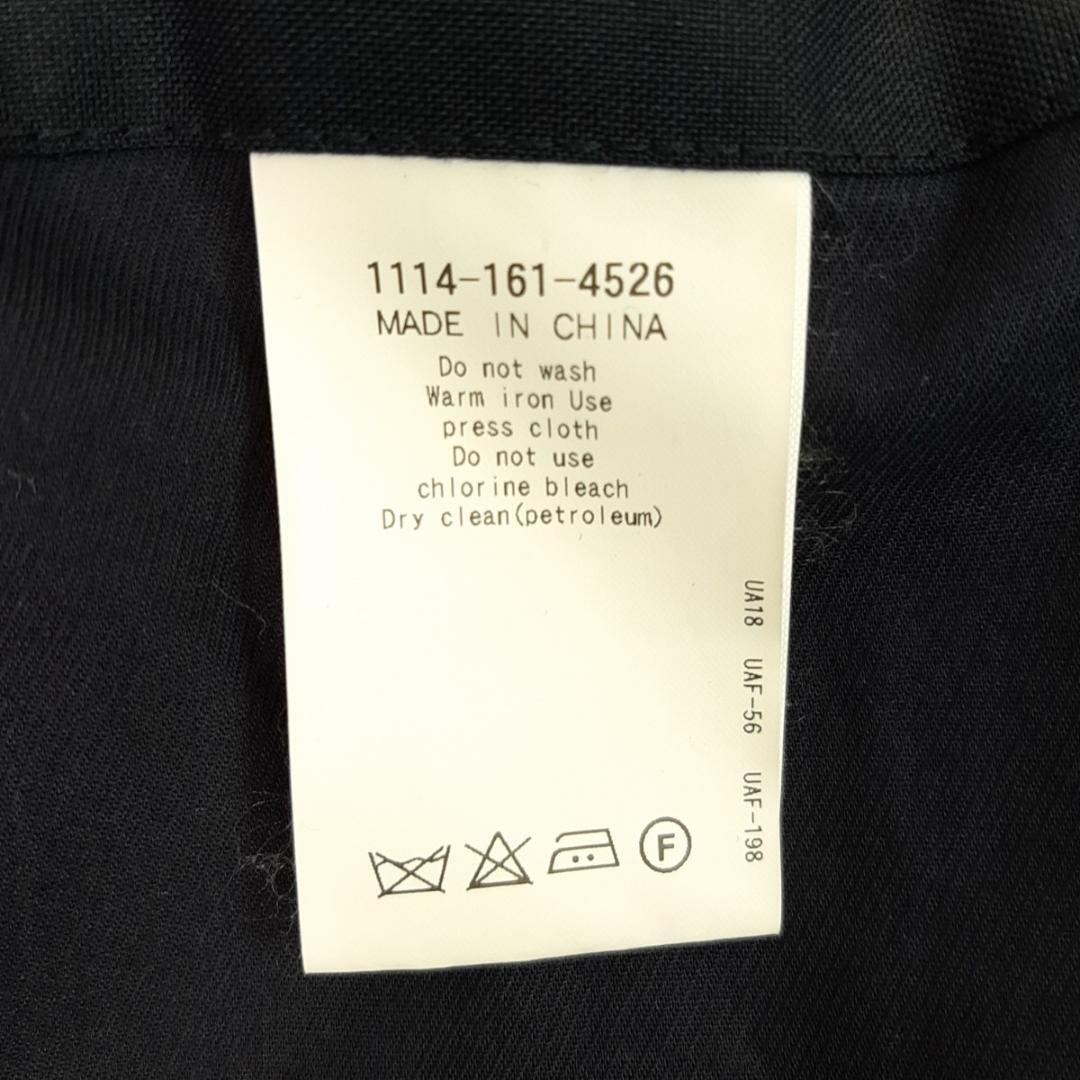 1114-161-4526
MADE IN CHINA
Do not wash
Warm iron Use
press cloth
Do not use
chlorine bleach
Dry clean(petroleum)
UA18 UAF-56 UAF-198
F